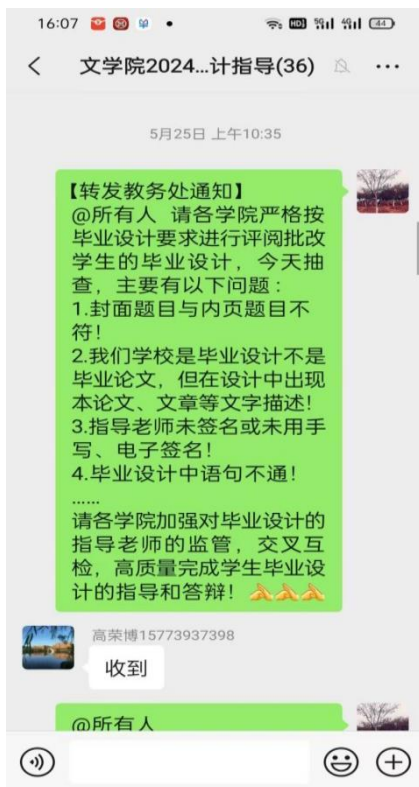 16:07
HD 5G 4G 44
文学院2024...计指导(36)
5月25日 上午10:35
【转发教务处通知】
@所有人 请各学院严格按
毕业设计要求进行评阅批改
学生的毕业设计，今天抽
查，主要有以下问题：
1.封面题目与内页题目不
符！
2.我们学校是毕业设计不是
毕业论文，但在设计中出现
本论文、文章等文字描述！
3.指导老师未签名或未用手
写、电子签名！
4.毕业设计中语句不通！
......
请各学院加强对毕业设计的
指导老师的监管，交叉互
检，高质量完成学生毕业设
计的指导和答辩！
高荣博15773937398
收到
@所有人